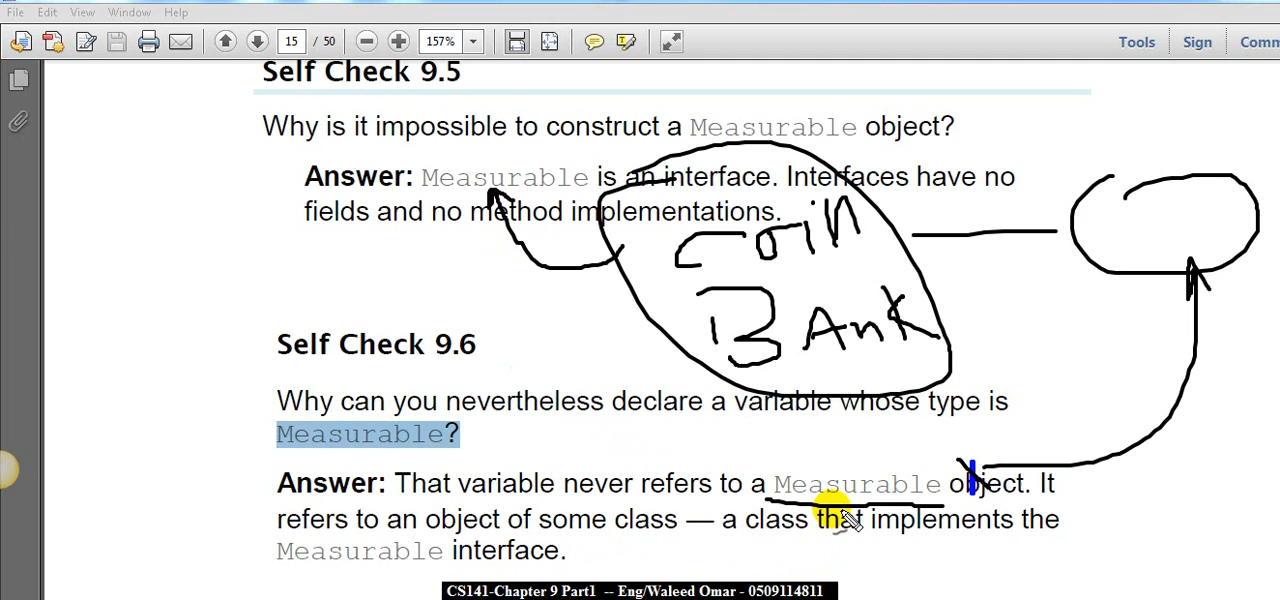 File Edit View Window Help
15 / 50 157% Tools Sign Comm
Self Check 9.5
Why is it impossible to construct a Measurable object?
Answer: Measurable is an interface. Interfaces have no
fields and no method implementations.
coin
BAnk
Self Check 9.6
Why can you nevertheless declare a variable whose type is
Measurable?
Answer: That variable never refers to a Measurable object. It
refers to an object of some class — a class that implements the
Measurable interface.
CS141-Chapter 9 Part1 -- Eng/Waleed Omar - 0509114811